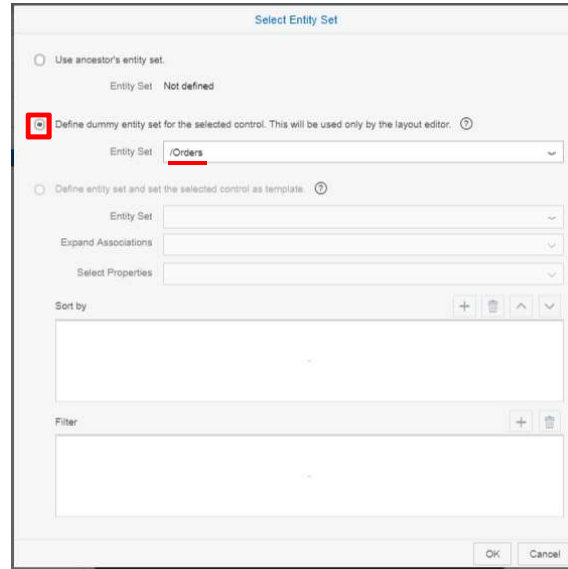 Select Entity Set
Use ancestor's entity set.
Entity Set Not defined
Define dummy entity set for the selected control. This will be used only by the layout editor. ?
Entity Set /Orders
Define entity set and set the selected control as template. ?
Entity Set
Expand Associations
Select Properties
Sort by
Filter
OK Cancel